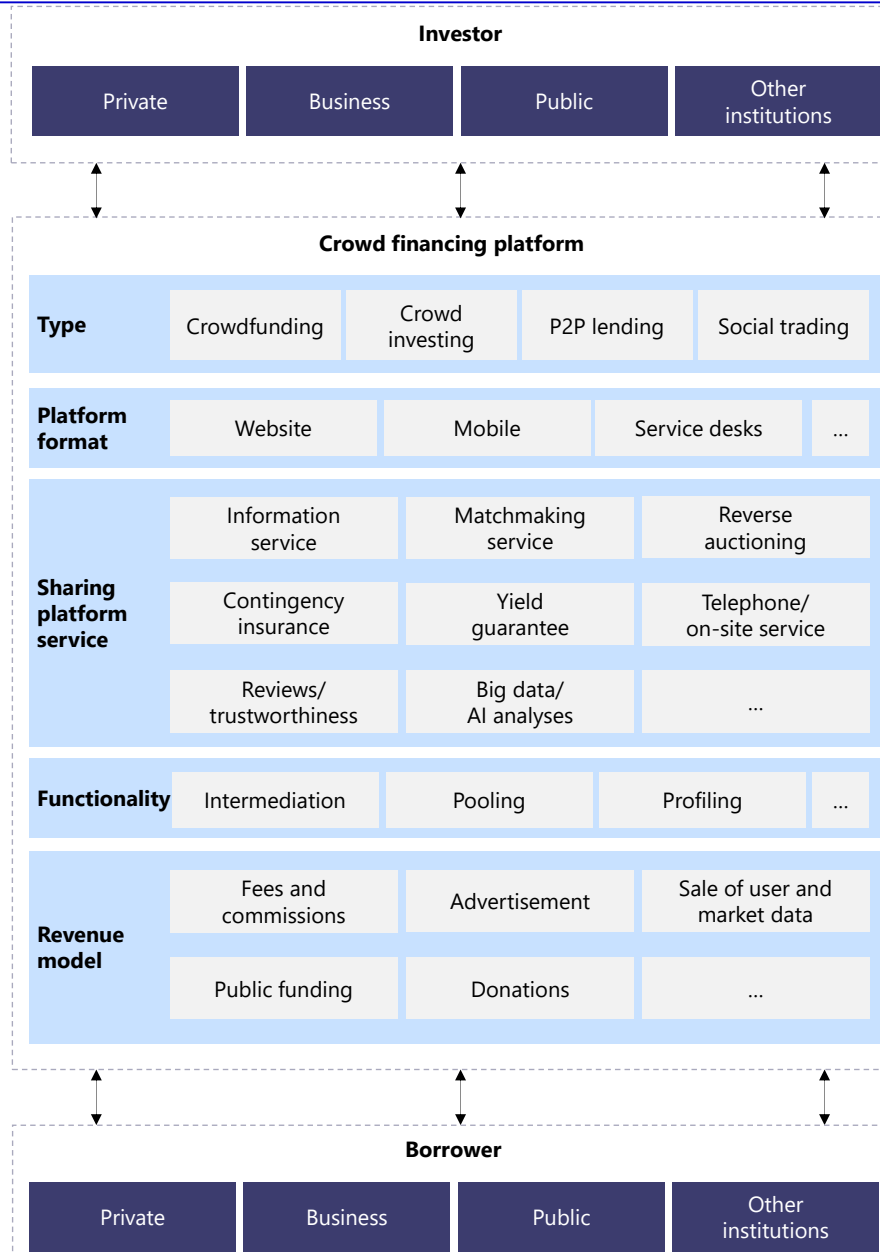 Investor
Private
Business
Public
Other
institutions
Crowd financing platform
Type
Crowdfunding
Crowd
investing
P2P lending
Social trading
Platform
format
Website
Mobile
Service desks
...
Sharing
platform
service
Information
service
Matchmaking
service
Reverse
auctioning
Contingency
insurance
Yield
guarantee
Telephone/
on-site service
Reviews/
trustworthiness
Big data/
AI analyses
...
Functionality
Intermediation
Pooling
Profiling
...
Revenue
model
Fees and
commissions
Advertisement
Sale of user and
market data
Public funding
Donations
...
Borrower
Private
Business
Public
Other
institutions